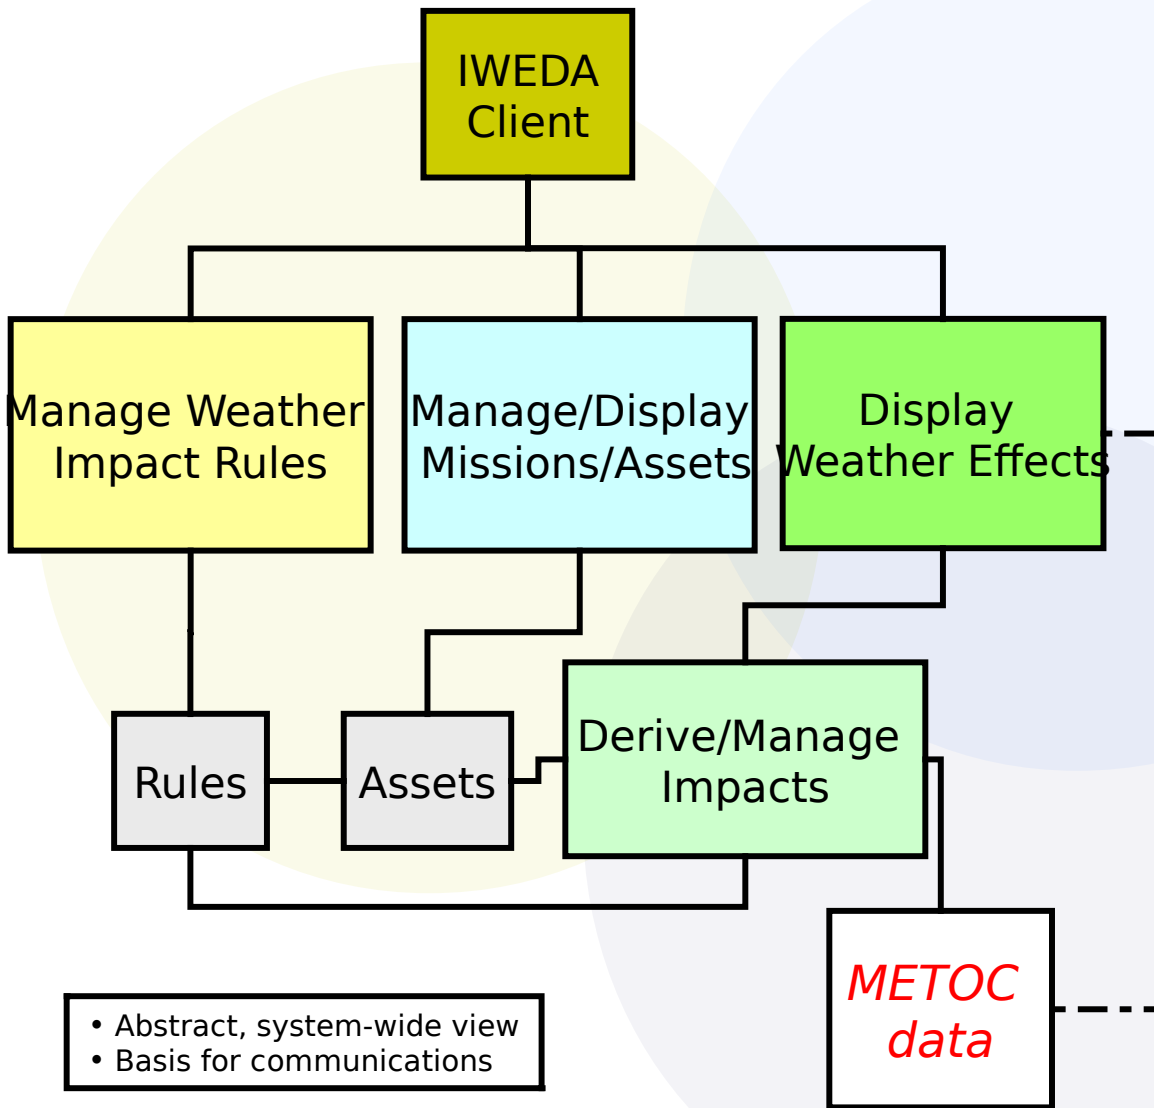 IWEDA
Client
Manage Weather
Impact Rules
Manage/Display
Missions/Assets
Display
Weather Effects
Rules
Assets
Derive/Manage
Impacts
METOC
data
• Abstract, system-wide view
• Basis for communications